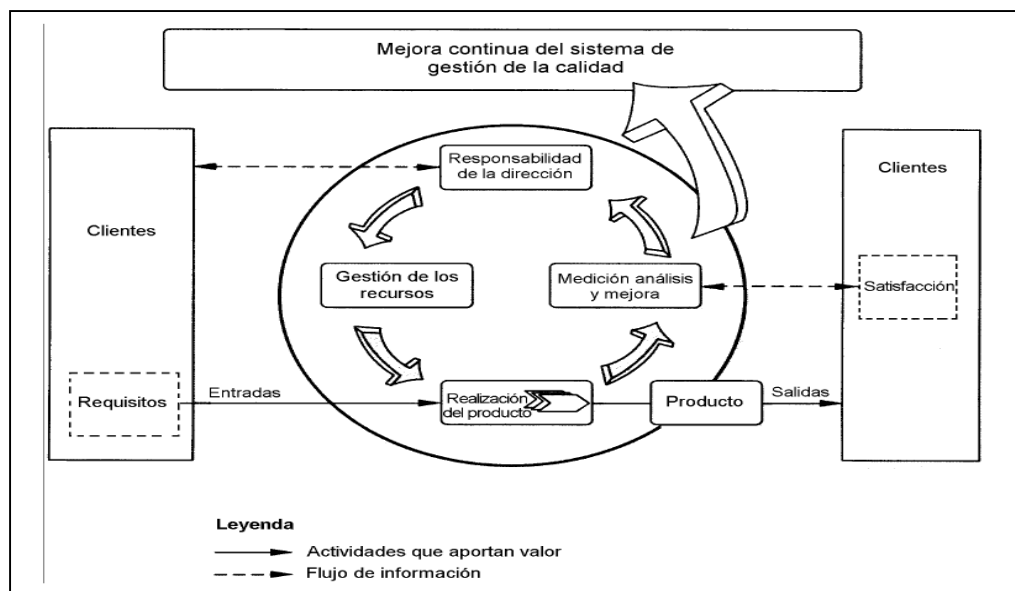 Mejora continua del sistema de
gestión de la calidad
Responsabilidad
de la dirección
Clientes
Clientes
Gestión de los
recursos
Medición análisis
y mejora
Satisfacción
Requisitos
Entradas
Realización
del producto
Producto
Salidas
Leyenda
Actividades que aportan valor
Flujo de información